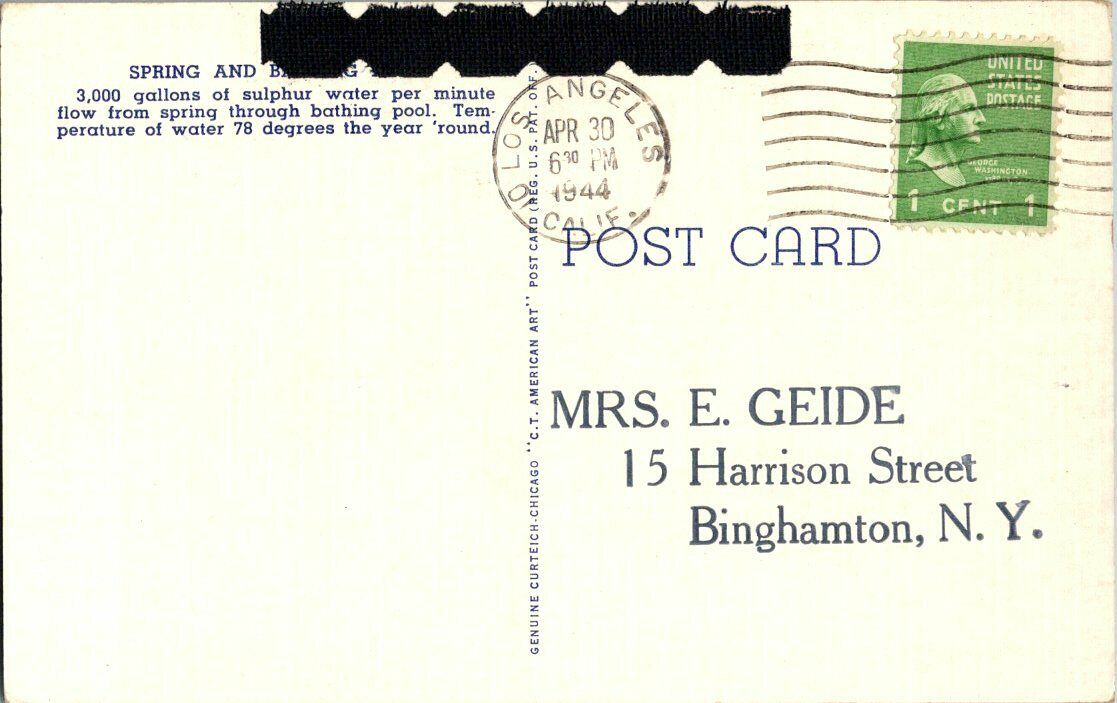 SPRING AND
3,000 gallons of sulphur water per minute
flow from spring through bathing pool. Tem-
perature of water 78 degrees the year 'round.
LOS ANGELES
APR 30
6 30 PM
1944
CALIF.
UNITED
STATES
POSTAGE
GEORGE
WASHINGTON
1 CENT 1
POST CARD
GENUINE CURTEICH-CHICAGO "C.T. AMERICAN ART" POST CARD (REG. U.S. PAT. OFF.
MRS. E. GEIDE
15 Harrison Street
Binghamton, N. Y.